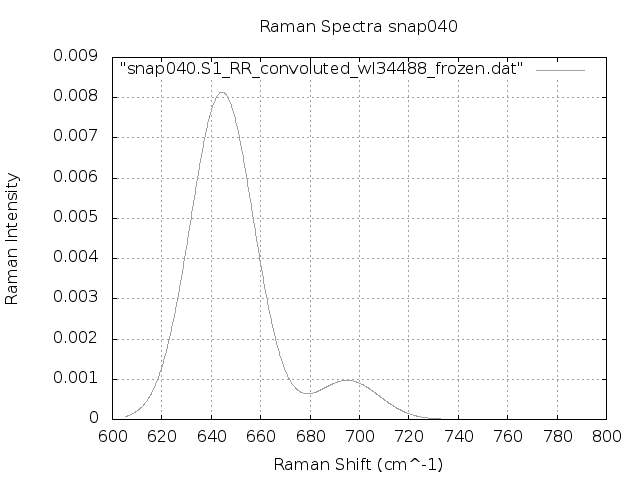 Raman Spectra snap040
"snap040.S1_RR_convoluted_wl34488_frozen.dat"
Raman Intensity
0.009
0.008
0.007
0.006
0.005
0.004
0.003
0.002
0.001
0
600 620 640 660 680 700 720 740 760 780 800
Raman Shift (cm^-1)